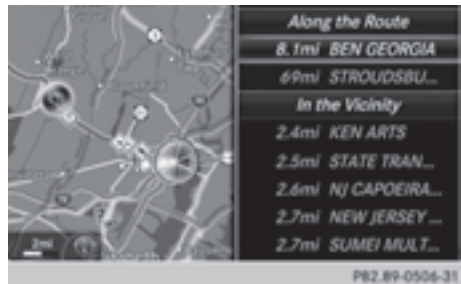 Along the Route
8.1mi BEN GEORGIA
69mi STROUDSBU...
In the Vicinity
2.4mi KEN ARTS
2.5mi STATE TRAN...
2.6mi NJ CAPOEIRA...
2.7mi NEW JERSEY ...
2.7mi SUMEI MULT...
2mi
P82.89-0506-31